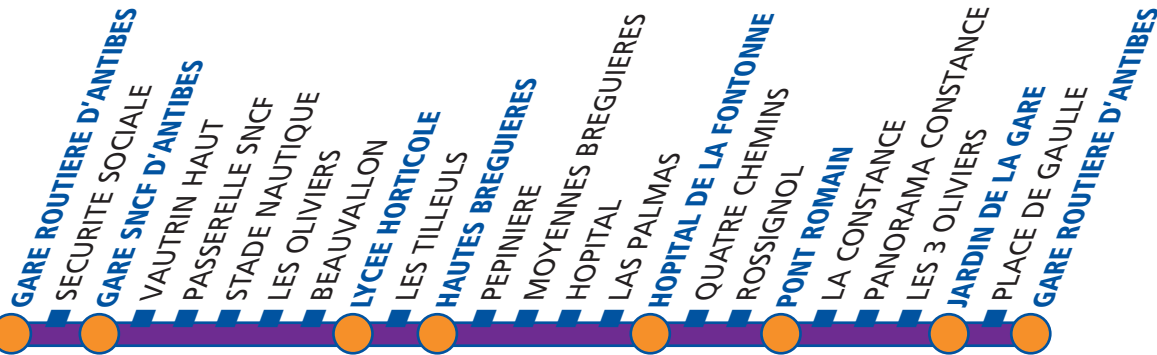 GARE ROUTIERE D'ANTIBES
SECURITE SOCIALE
GARE SNCF D'ANTIBES
VAUTRIN HAUT
PASSERELLE SNCF
STADE NAUTIQUE
LES OLIVIERS
BEAUVALLON
LYCEE HORTICOLE
LES TILLEULS
HAUTES BREGUIERES
PEPINIERE
MOYENNES BREGUIERES
HOPITAL
LAS PALMAS
HOPITAL DE LA FONTONNE
QUATRE CHEMINS
ROSSIGNOL
PONT ROMAIN
LA CONSTANCE
PANORAMA CONSTANCE
LES 3 OLIVIERS
JARDIN DE LA GARE
PLACE DE GAULLE
GARE ROUTIERE D'ANTIBES